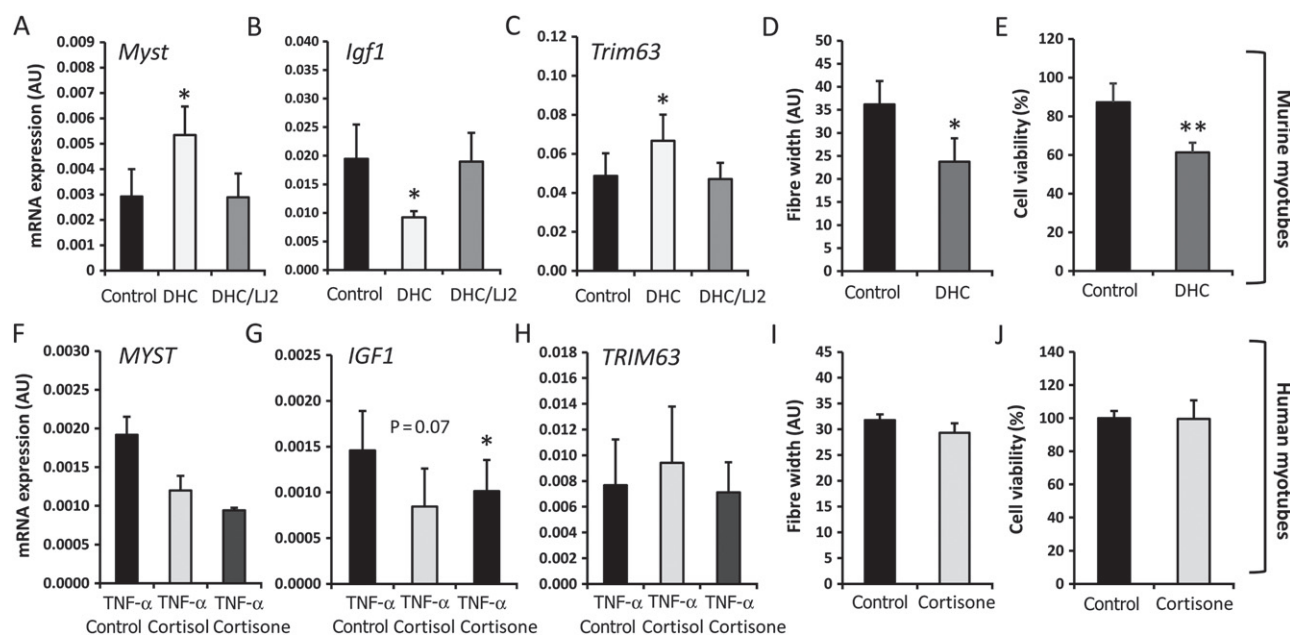 A
Myst
mRNA expression (AU)
0.009
0.008
0.007
0.006
0.005
0.004
0.003
0.002
0.001
0
*
Control DHC DHC/LJ2
B
Igf1
0.040
0.035
0.030
0.025
0.020
0.015
0.010
0.005
0.000
*
Control DHC DHC/LJ2
C
Trim63
0.12
0.10
0.08
0.06
0.04
0.02
0.00
*
Control DHC DHC/LJ2
D
Fibre width (AU)
50
45
40
35
30
25
20
15
10
5
0
*
Control DHC
E
Cell viability (%)
120
100
80
60
40
20
0
**
Control DHC
Murine myotubes
F
MYST
mRNA expression (AU)
0.0030
0.0025
0.0020
0.0015
0.0010
0.0005
0.0000
TNF-α TNF-α TNF-α
Control Cortisol Cortisone
G
IGF1
0.0025
0.0020
0.0015
0.0010
0.0005
0.0000
P = 0.07
*
TNF-α TNF-α TNF-α
Control Cortisol Cortisone
H
TRIM63
0.018
0.016
0.014
0.012
0.010
0.008
0.006
0.004
0.002
0.000
TNF-α TNF-α TNF-α
Control Cortisol Cortisone
I
Fibre width (AU)
45
40
35
30
25
20
15
10
5
0
Control Cortisone
J
Cell viability (%)
140
120
100
80
60
40
20
0
Control Cortisone
Human myotubes